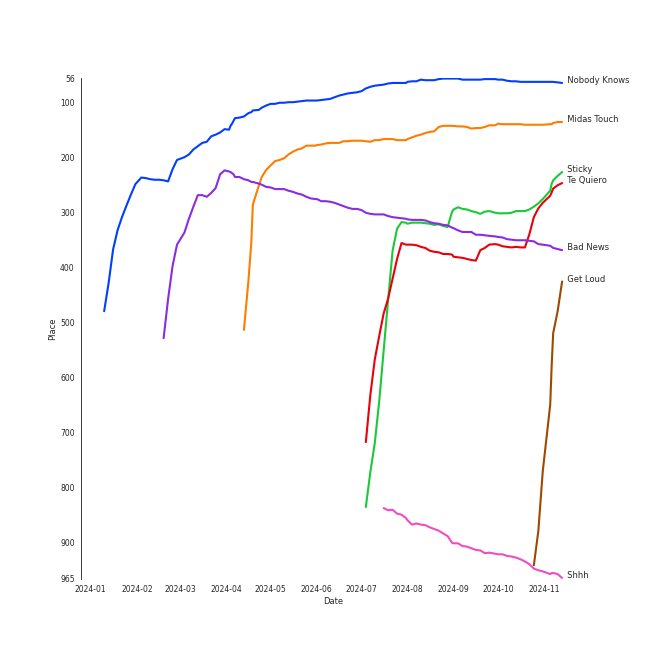 56
100
200
300
400
500
600
700
800
900
965
Place
Nobody Knows
Midas Touch
Sticky
Te Quiero
Bad News
Get Loud
Shhh
2024-01 2024-02 2024-03 2024-04 2024-05 2024-06 2024-07 2024-08 2024-09 2024-10 2024-11
Date